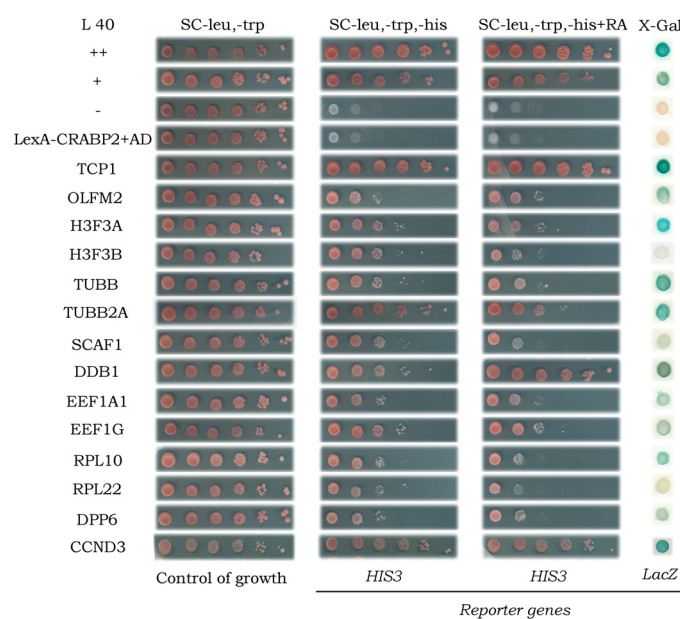 L 40 SC-leu,-trp SC-leu,-trp,-his SC-leu,-trp,-his+RA X-Gal
++
+
-
LexA-CRABP2+AD
TCP1
OLFM2
H3F3A
H3F3B
TUBB
TUBB2A
SCAF1
DDB1
EEF1A1
EEF1G
RPL10
RPL22
DPP6
CCND3
Control of growth HIS3 HIS3 LacZ
Reporter genes